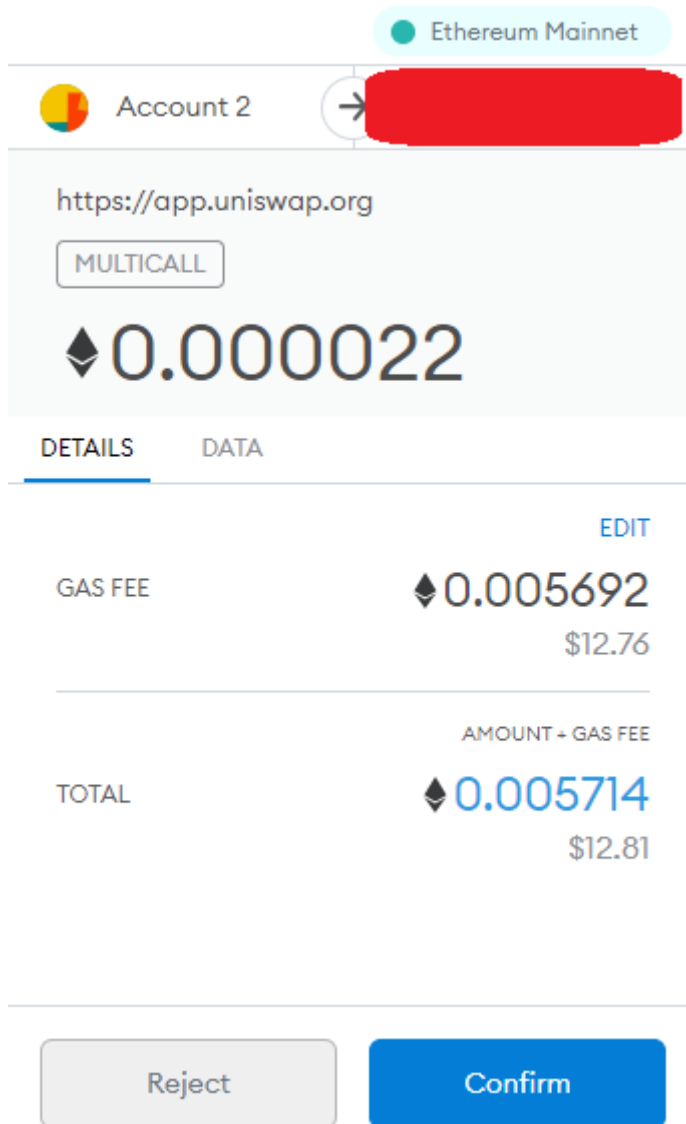 Ethereum Mainnet
Account 2
https://app.uniswap.org
MULTICALL
0.000022
DETAILS DATA
EDIT
GAS FEE 0.005692
$12.76
AMOUNT + GAS FEE
TOTAL 0.005714
$12.81
Reject Confirm